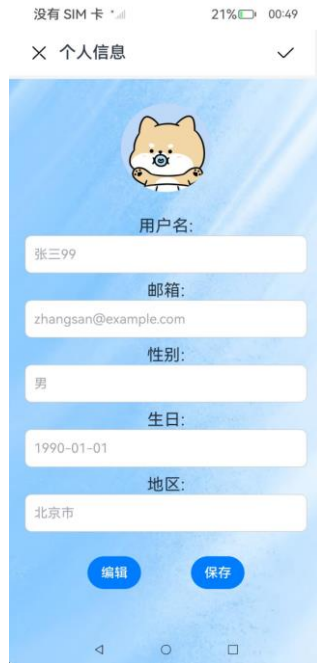 没有 SIM 卡
21%
00:49
个人信息
用户名:
张三99
邮箱:
zhangsan@example.com
性别:
男
生日:
1990-01-01
地区:
北京市
编辑
保存